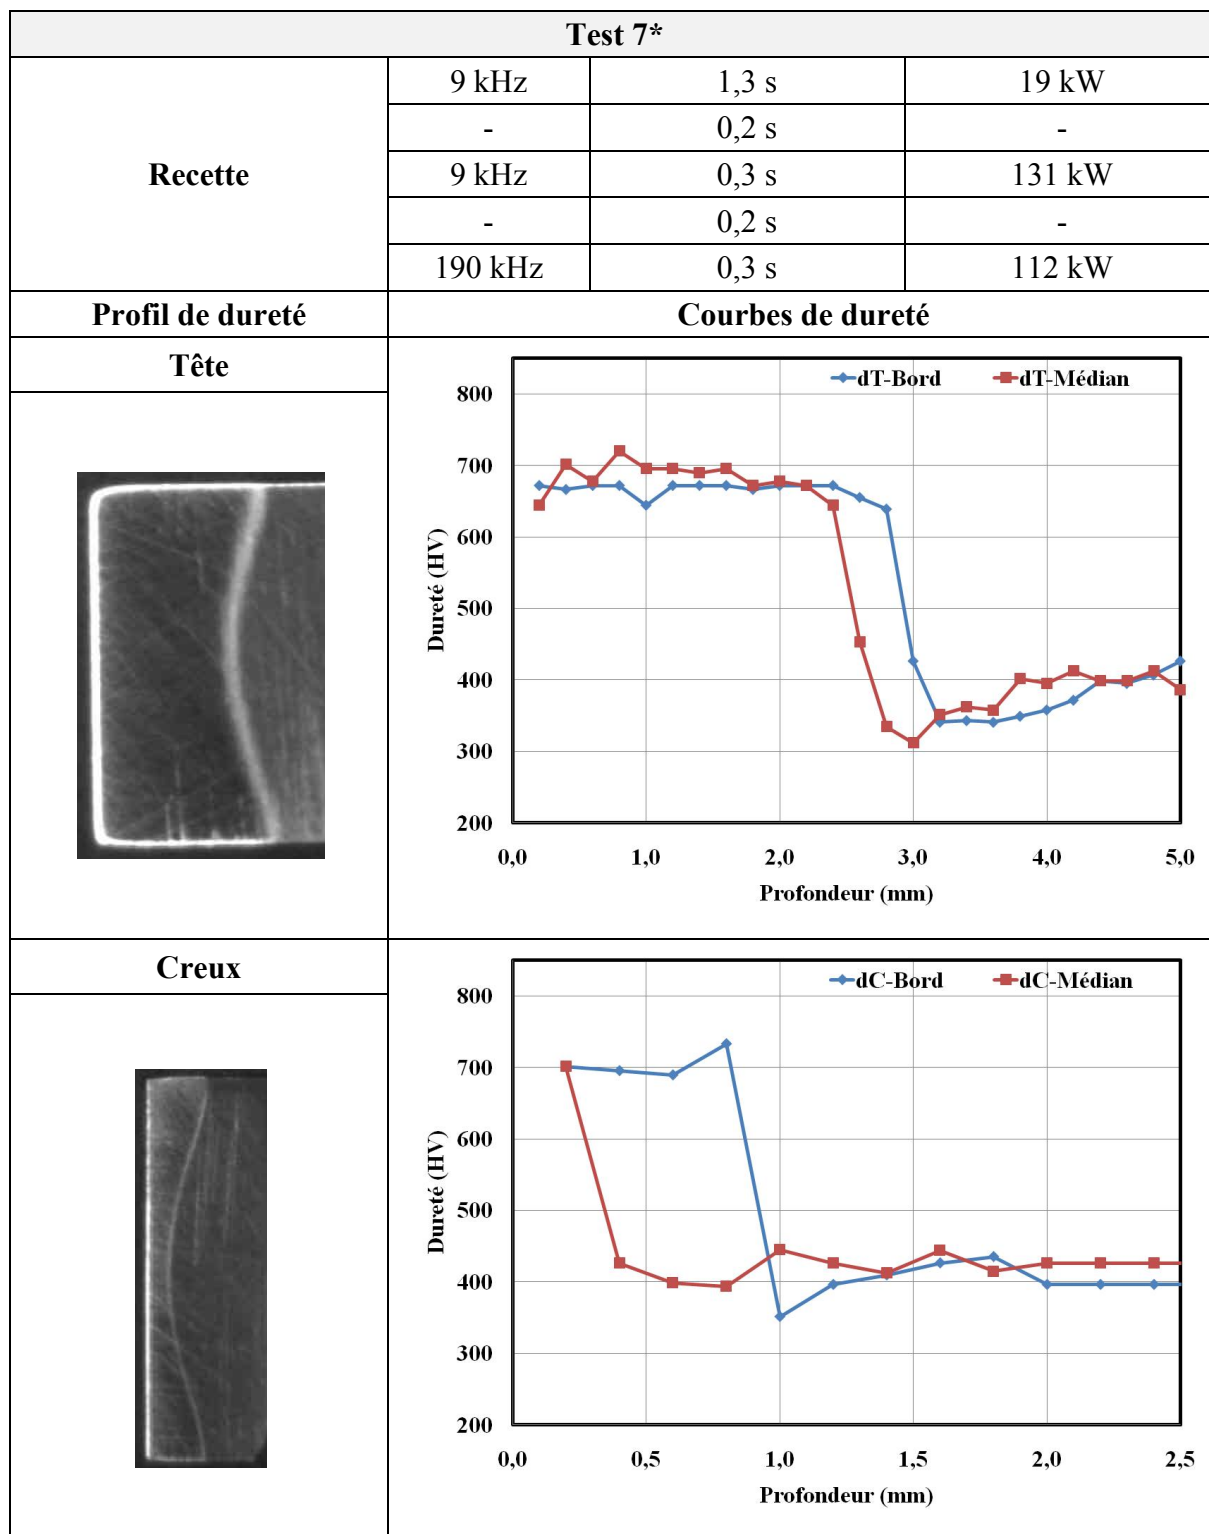 Test 7*
Recette
9 kHz 1,3 s 19 kW
- 0,2 s -
9 kHz 0,3 s 131 kW
- 0,2 s -
190 kHz 0,3 s 112 kW
Profil de dureté Courbes de dureté
Tête
dT-Bord dT-Médian
800
700
600
500
400
300
200
Dureté (HV)
0,0 1,0 2,0 3,0 4,0 5,0
Profondeur (mm)
Creux
dC-Bord dC-Médian
800
700
600
500
400
300
200
Dureté (HV)
0,0 0,5 1,0 1,5 2,0 2,5
Profondeur (mm)